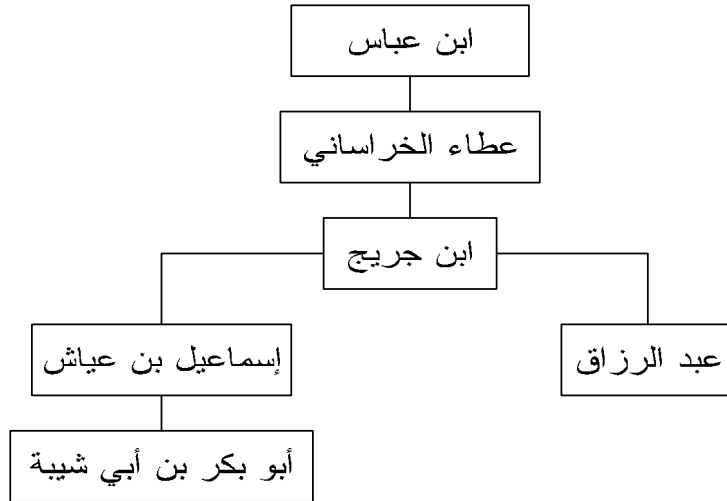 ابن عباس
عطاء الخراساني
ابن جريج
عبد الرزاق
إسماعيل بن عياش
أبو بكر بن أبي شيبة